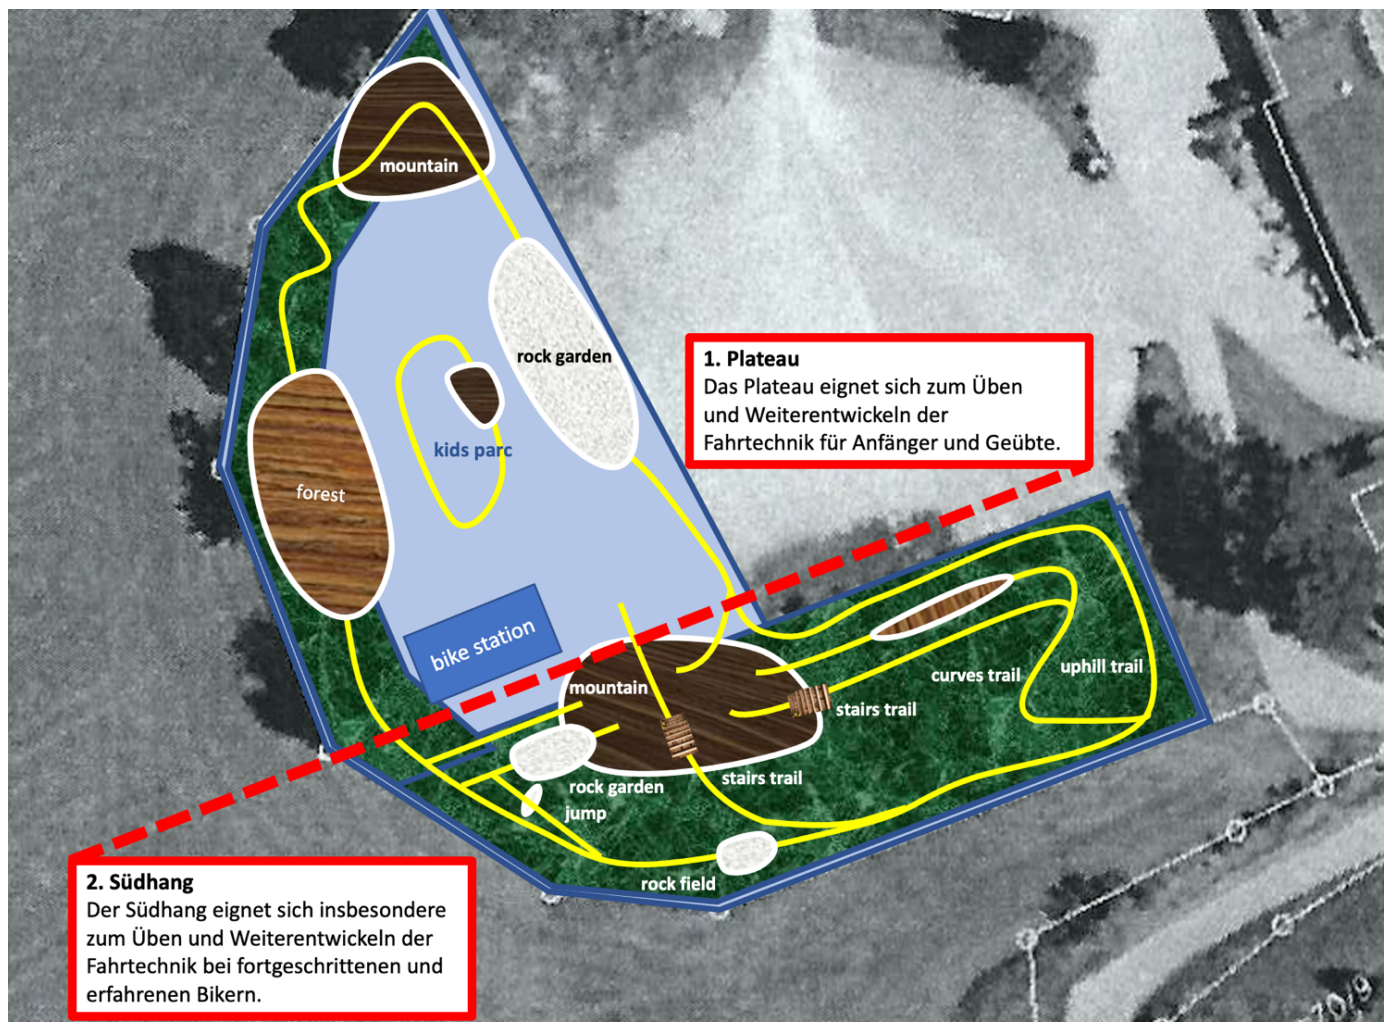 mountain
rock garden
1. Plateau
Das Plateau eignet sich zum Üben
und Weiterentwickeln der
Fahrtechnik für Anfänger und Geübte.
kids parc
forest
bike station
mountain
curves trail
uphill trail
stairs trail
stairs trail
rock garden
jump
rock field
2. Südhang
Der Südhang eignet sich insbesondere
zum Üben und Weiterentwickeln der
Fahrtechnik bei fortgeschrittenen und
erfahrenen Bikern.